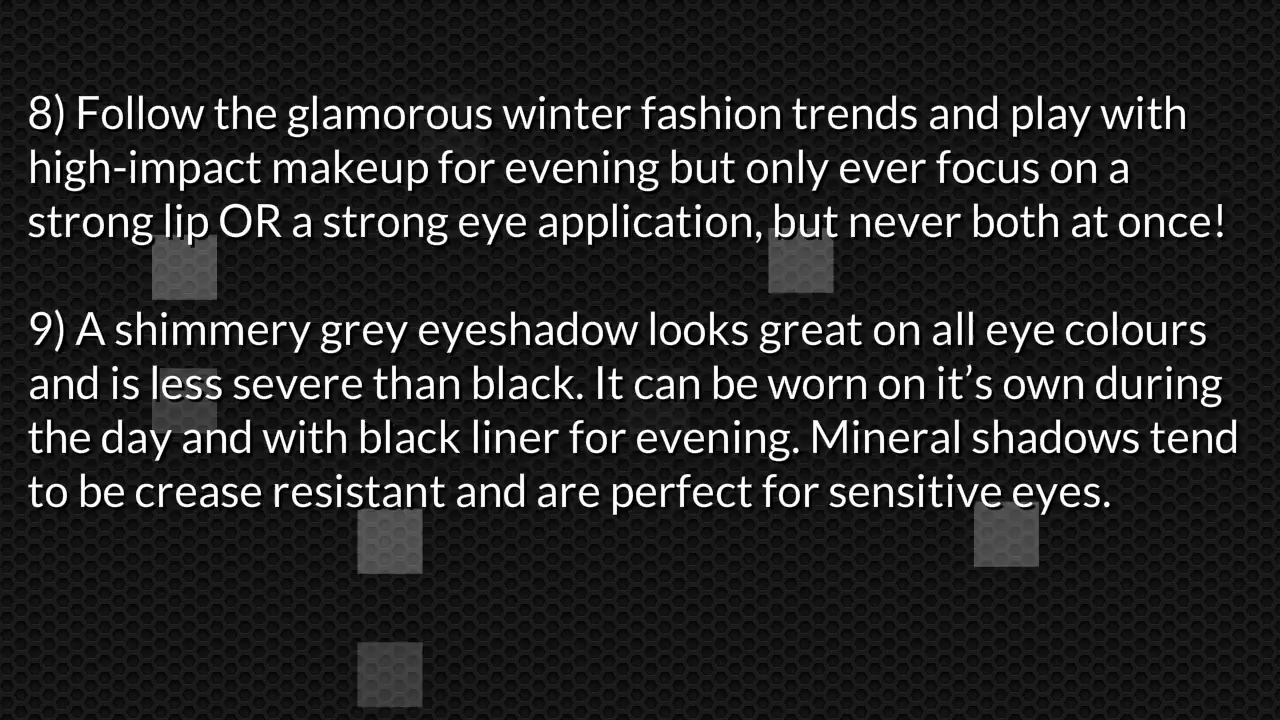 8) Follow the glamorous winter fashion trends and play with
high-impact makeup for evening but only ever focus on a
strong lip OR a strong eye application, but never both at once!
9) A shimmery grey eyeshadow looks great on all eye colours
and is less severe than black. It can be worn on it’s own during
the day and with black liner for evening. Mineral shadows tend
to be crease resistant and are perfect for sensitive eyes.